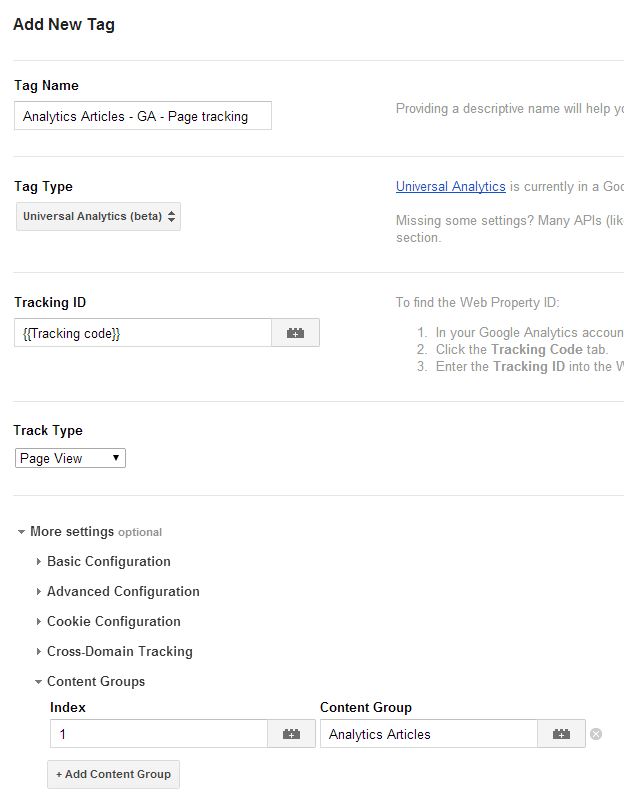 Add New Tag
Tag Name
Analytics Articles - GA - Page tracking
Providing a descriptive name will help
Tag Type
Universal Analytics is currently in a
Universal Analytics (beta)
Missing some settings? Many APIs
section.
Tracking ID
To find the Web Property ID:
{{Tracking code}}
1. In your Google Analytics
2. Click the Tracking Code tab.
3. Enter the Tracking ID into the
Track Type
Page View
More settings optional
Basic Configuration
Advanced Configuration
Cookie Configuration
Cross-Domain Tracking
Content Groups
Index
Content Group
1
Analytics Articles
+ Add Content Group